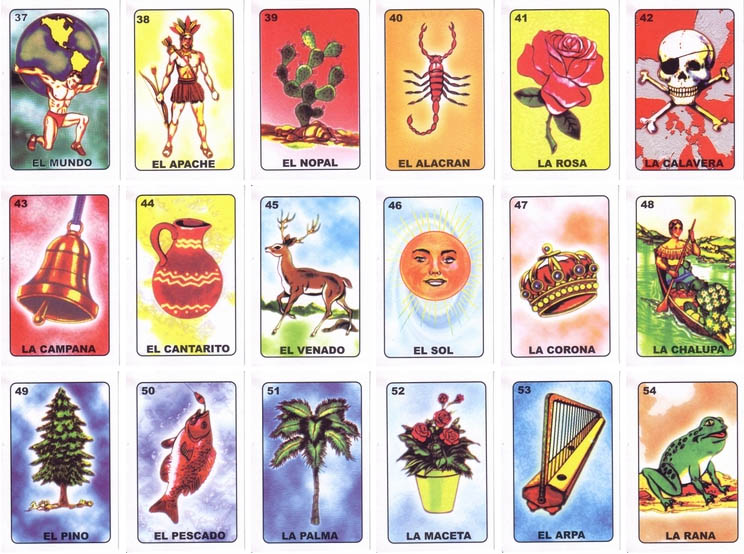 37
EL MUNDO
38
EL APACHE
39
EL NOPAL
40
EL ALACRAN
41
LA ROSA
42
LA CALAVERA
43
LA CAMPANA
44
EL CANTARITO
45
EL VENADO
46
EL SOL
47
LA CORONA
48
LA CHALUPA
49
EL PINO
50
EL PESCADO
51
LA PALMA
52
LA MACETA
53
EL ARPA
54
LA RANA